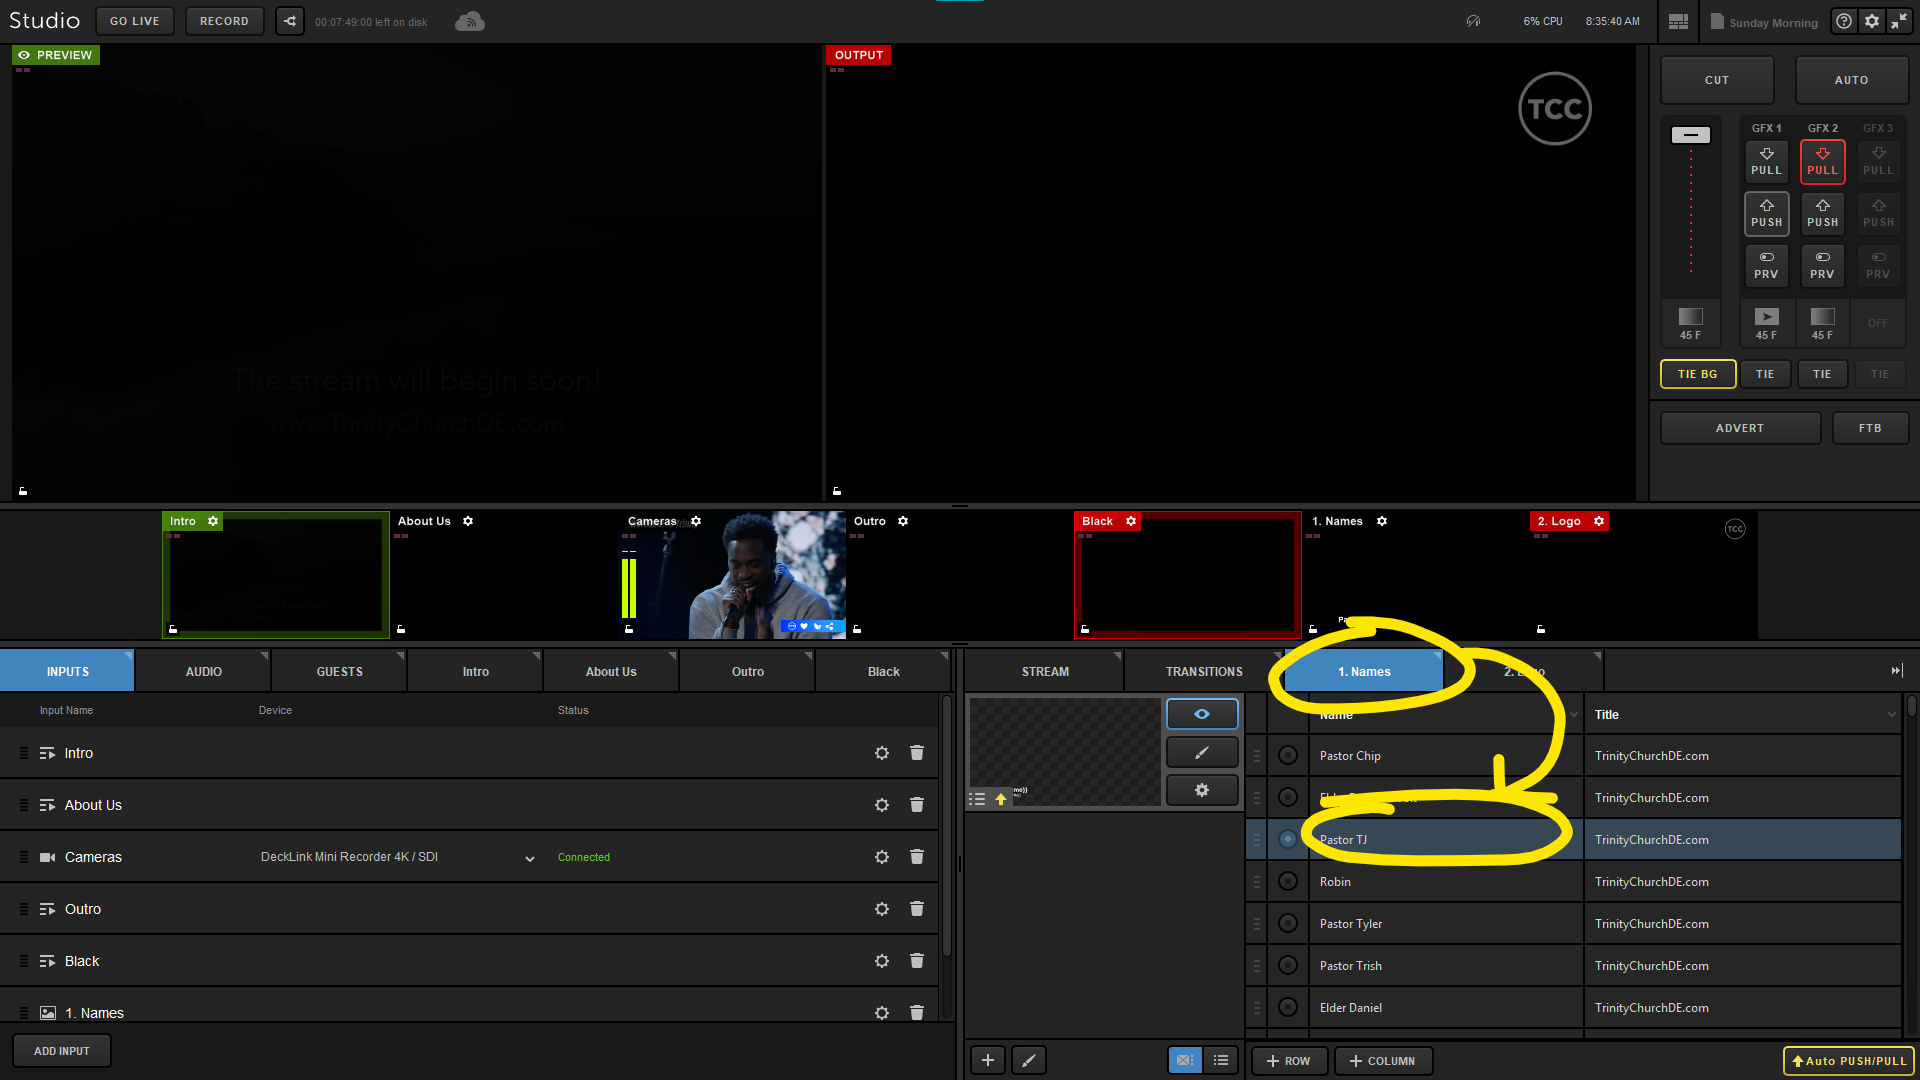 Studio GO LIVE RECORD 00:07:49:00 left on disk 6% CPU 8:35:40 AM Sunday Morning
PREVIEW
The stream will begin soon!
www.TrinityChurchDE.com
OUTPUT
TCC
CUT AUTO
GFX 1 GFX 2 GFX 3
PULL PULL PULL
PUSH PUSH PUSH
PRV PRV PRV
45 F 45 F 45 F OFF
TIE BG TIE TIE TIE
ADVERT FTB
Intro About Us Cameras Outro Black 1. Names 2. Logo
TCC
INPUTS AUDIO GUESTS Intro About Us Outro Black
Input Name Device Status
Intro
About Us
Cameras DeckLink Mini Recorder 4K / SDI Connected
Outro
Black
1. Names
ADD INPUT
STREAM TRANSITIONS 1. Names 2. Logo
Name Title
Pastor Chip TrinityChurchDE.com
TrinityChurchDE.com
Pastor TJ TrinityChurchDE.com
Robin TrinityChurchDE.com
Pastor Tyler TrinityChurchDE.com
Pastor Trish TrinityChurchDE.com
Elder Daniel TrinityChurchDE.com
ROW COLUMN Auto PUSH/PULL